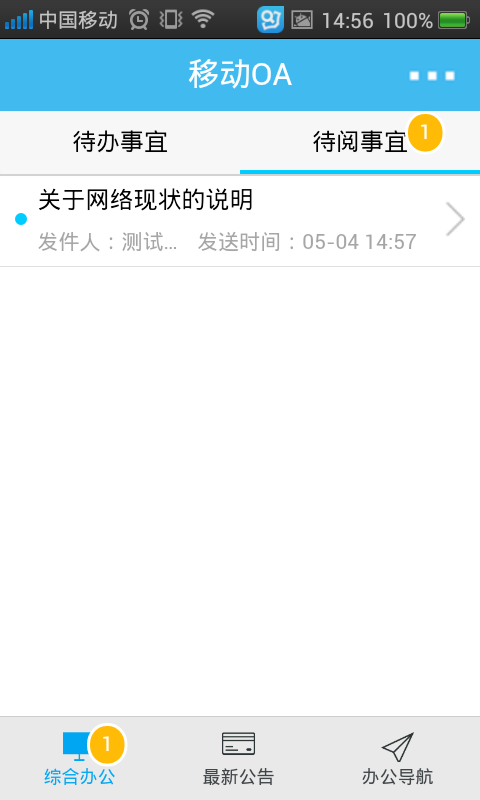 中国移动 14:56 100%
移动OA
待办事宜 待阅事宜 1
关于网络现状的说明
发件人：测试... 发送时间：05-04 14:57
1
综合办公 最新公告 办公导航